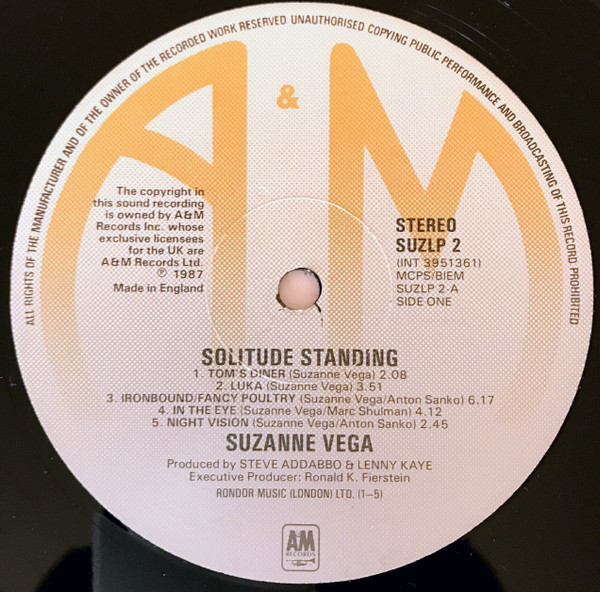 ALL RIGHTS OF THE MANUFACTURER AND OF THE OWNER OF THE RECORDED WORK RESERVED. UNAUTHORISED COPYING PUBLIC PERFORMANCE AND BROADCASTING OF THIS RECORD PROHIBITED
A & M
The copyright in
this sound recording
is owned by A&M
Records Inc. whose
exclusive licensees
for the UK are
A&M Records Ltd.
℗ 1987
Made in England
STEREO
SUZLP 2
(INT 3951361)
MCPS/BIEM
SUZLP 2-A
SIDE ONE
SOLITUDE STANDING
1. TOM'S DINER (Suzanne Vega) 2.08
2. LUKA (Suzanne Vega) 3.51
3. IRONBOUND/FANCY POULTRY (Suzanne Vega/Anton Sanko) 6.17
4. IN THE EYE (Suzanne Vega/Marc Shulman) 4.12
5. NIGHT VISION (Suzanne Vega/Anton Sanko) 2.45
SUZANNE VEGA
Produced by STEVE ADDABBO & LENNY KAYE
Executive Producer: Ronald K. Fierstein
RONDOR MUSIC (LONDON) LTD. (1–5)
AM
RECORDS